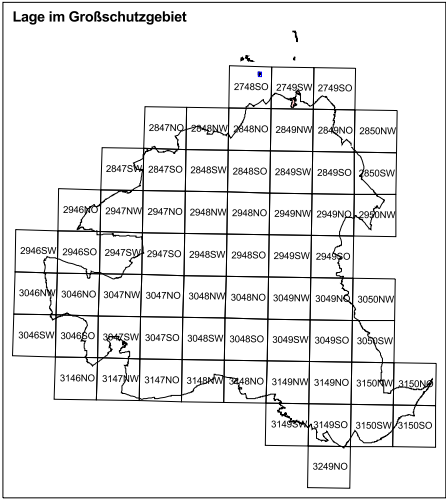 Lage im Großschutzgebiet
2748SO 2749SW 2749SO
2847NO 2848NW 2848NO 2849NW 2849NO 2850NW
2847SW 2847SO 2848SW 2848SO 2849SW 2849SO 2850SW
2946NO 2947NW 2947NO 2948NW 2948NO 2949NW 2949NO 2950NW
2946SW 2946SO 2947SW 2947SO 2948SW 2948SO 2949SW 2949SO
3046NW 3046NO 3047NW 3047NO 3048NW 3048NO 3049NW 3049NO 3050NW
3046SW 3046SO 3047SW 3047SO 3048SW 3048SO 3049SW 3049SO 3050SW
3146NO 3147NW 3147NO 3148NW 3148NO 3149NW 3149NO 3150NW 3150NO
3149SW 3149SO 3150SW 3150SO
3249NO